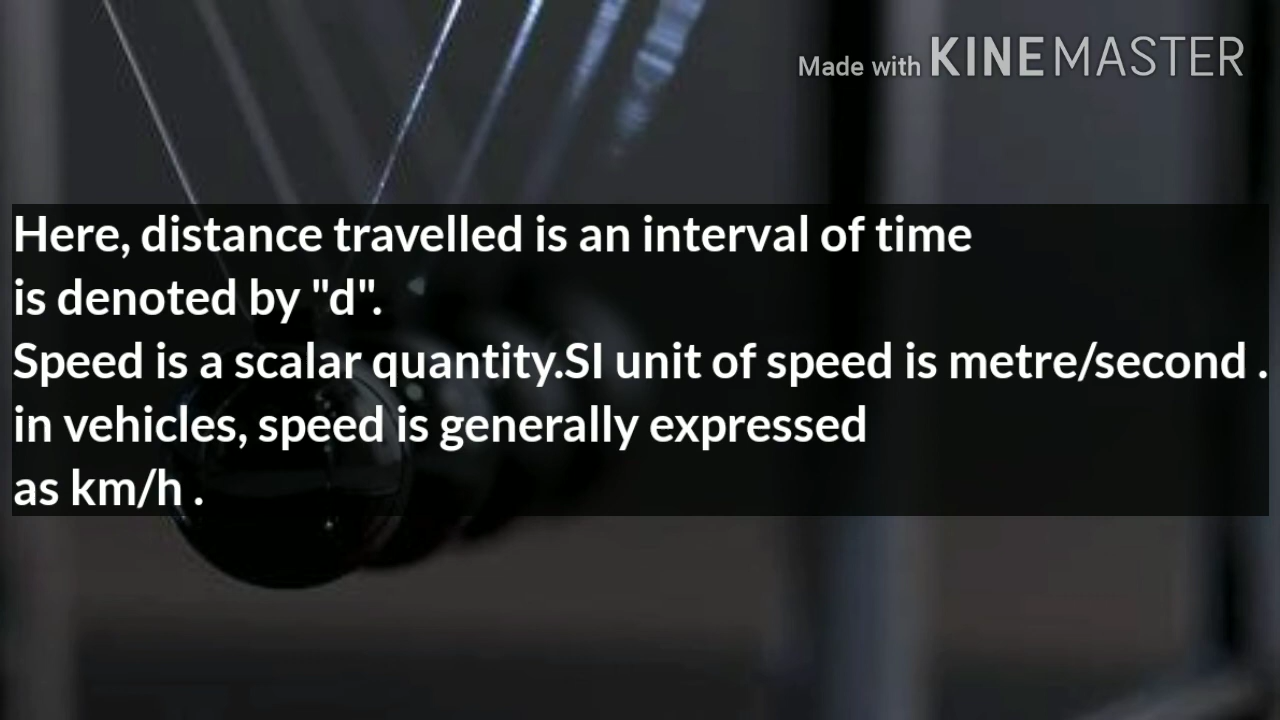 Made with KINEMASTER
Here, distance travelled is an interval of time
is denoted by "d".
Speed is a scalar quantity.SI unit of speed is metre/second .
in vehicles, speed is generally expressed
as km/h .